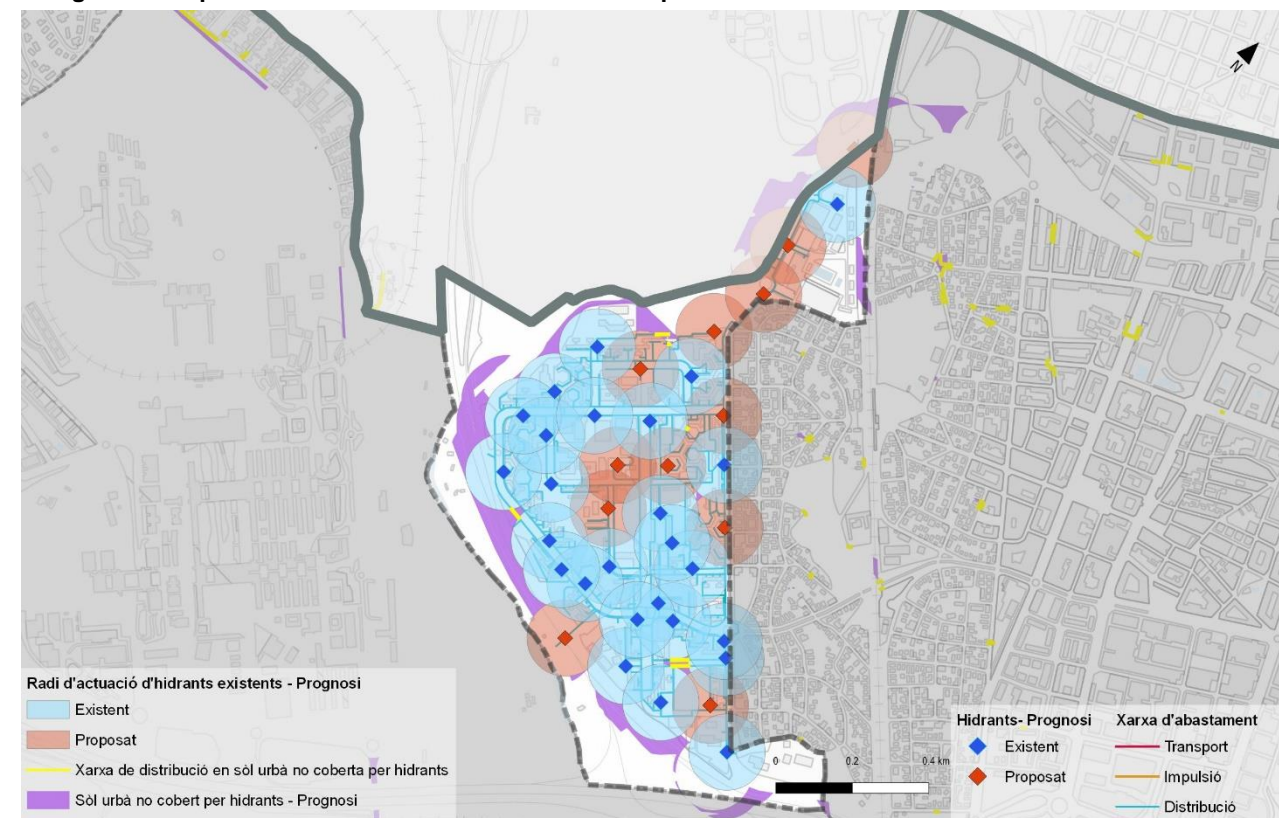 N
Radi d'actuació d'hidrants existents - Prognosi
Existent
Proposat
Xarxa de distribució en sòl urbà no coberta per hidrants
Sòl urbà no cobert per hidrants - Prognosi
0
0.2
0.4 km
Hidrants- Prognosi
Existent
Proposat
Xarxa d'abastament
Transport
Impulsió
Distribució